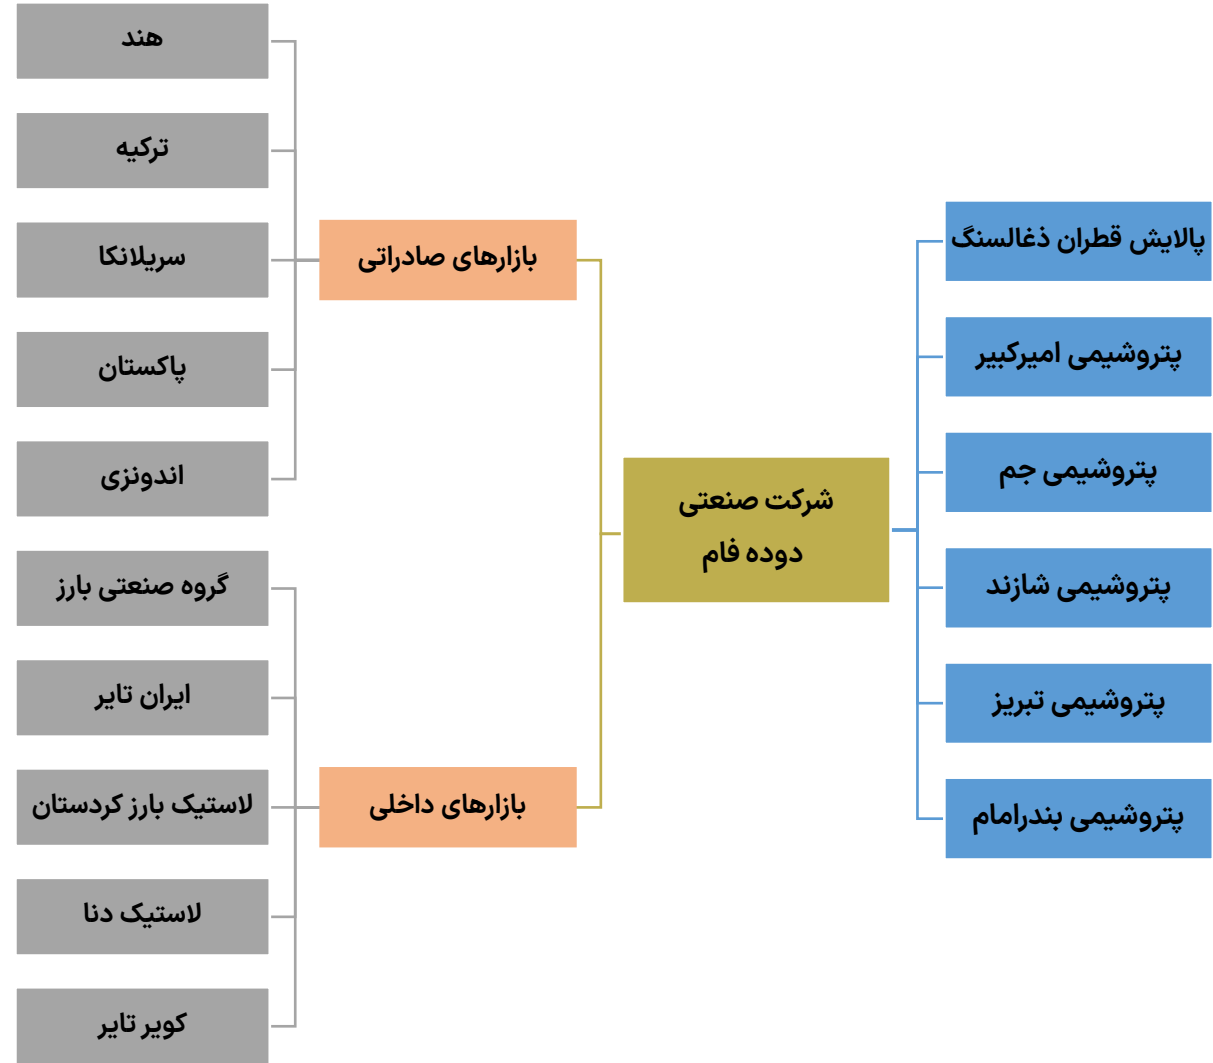 پالایش قطران ذغالسنگ
پتروشیمی امیرکبیر
پتروشیمی جم
پتروشیمی شازند
پتروشیمی تبریز
پتروشیمی بندرامام
شرکت صنعتی
دوده فام
بازارهای صادراتی
هند
ترکیه
سریلانکا
پاکستان
اندونزی
بازارهای داخلی
گروه صنعتی بارز
ایران تایر
لاستیک بارز کردستان
لاستیک دنا
کویر تایر